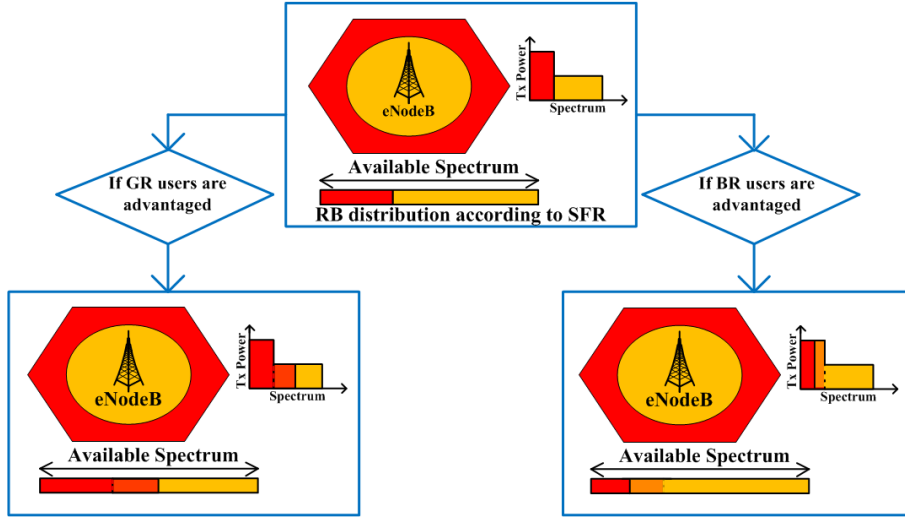 eNodeB
Tx Power
Spectrum
Available Spectrum
RB distribution according to SFR
If GR users are
advantaged
If BR users are
advantaged
eNodeB
Tx Power
Spectrum
Available Spectrum
eNodeB
Tx Power
Spectrum
Available Spectrum